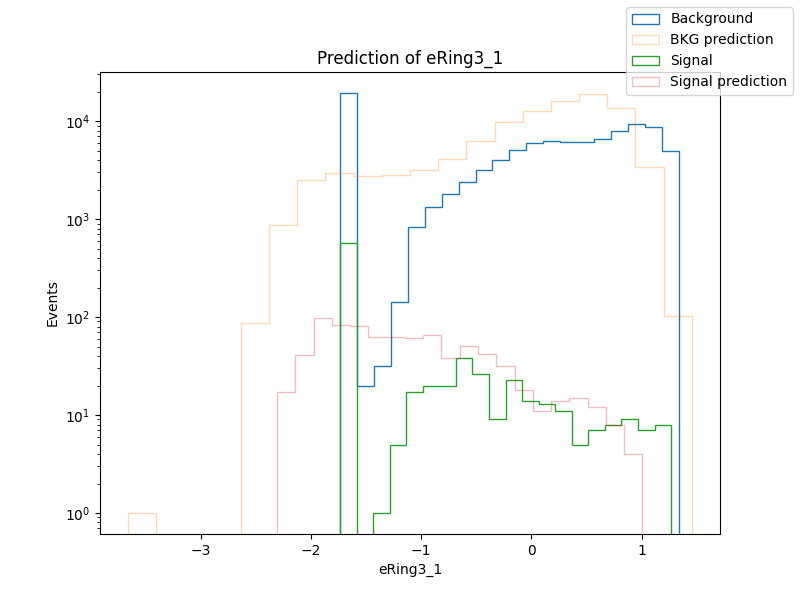 Prediction of eRing3_1
Background
BKG prediction
Signal
Signal prediction
Events
10⁴
10³
10²
10¹
10⁰
−3
−2
−1
0
1
eRing3_1